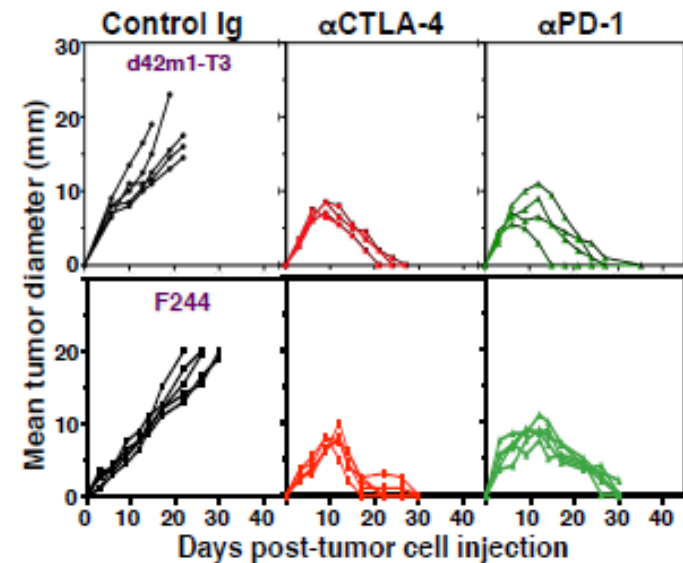 Control Ig αCTLA-4 αPD-1
d42m1-T3
30
20
10
0
F244
20
10
0
0 10 20 30 40 0 10 20 30 40 0 10 20 30 40
Mean tumor diameter (mm)
Days post-tumor cell injection